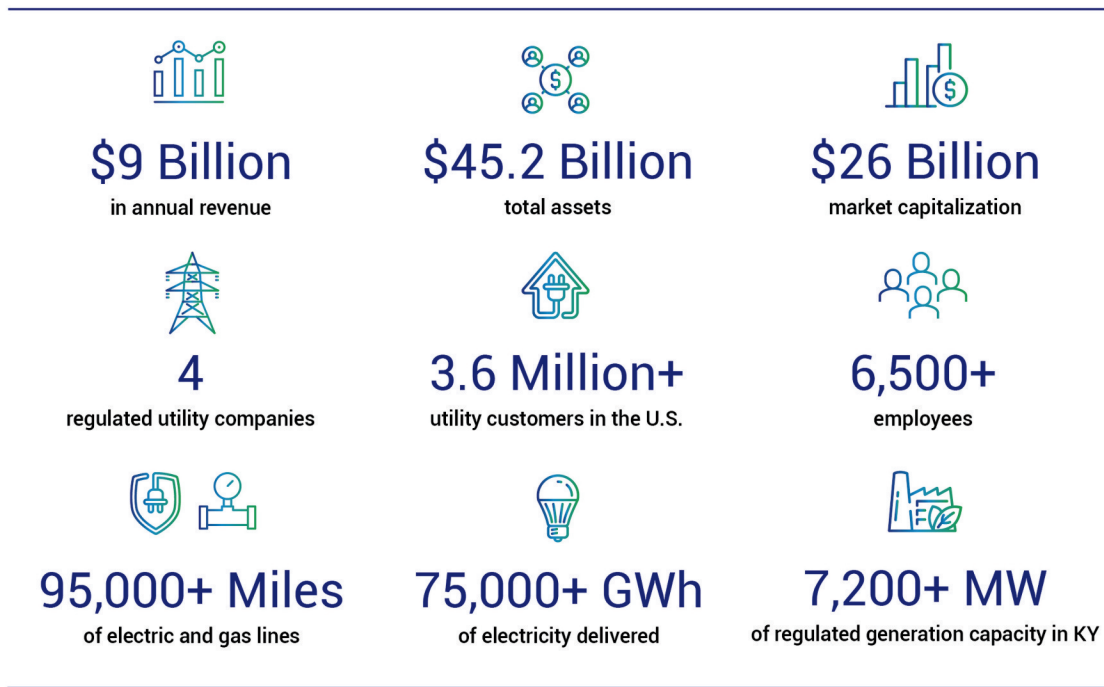 $9 Billion
in annual revenue
$45.2 Billion
total assets
$26 Billion
market capitalization
4
regulated utility companies
3.6 Million+
utility customers in the U.S.
6,500+
employees
95,000+ Miles
of electric and gas lines
75,000+ GWh
of electricity delivered
7,200+ MW
of regulated generation capacity in KY